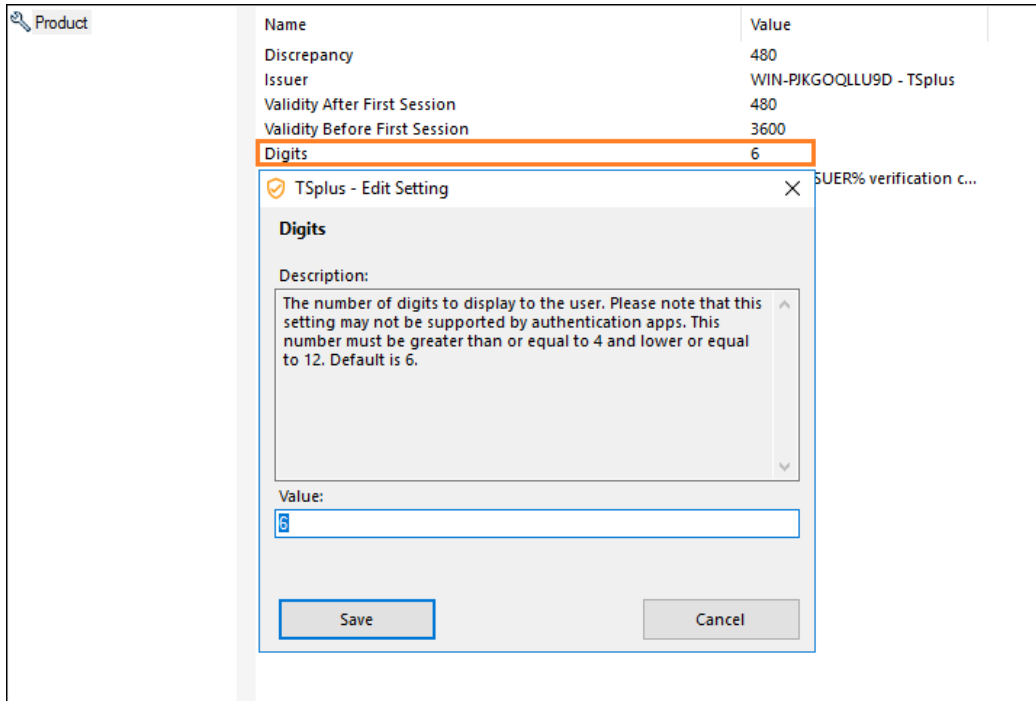 Product
Name Value
Discrepancy 480
Issuer WIN-PJKGOQLLU9D - TSplus
Validity After First Session 480
Validity Before First Session 3600
Digits 6
SUER% verification c...
TSplus - Edit Setting
Digits
Description:
The number of digits to display to the user. Please note that this
setting may not be supported by authentication apps. This
number must be greater than or equal to 4 and lower or equal
to 12. Default is 6.
Value:
6
Save Cancel